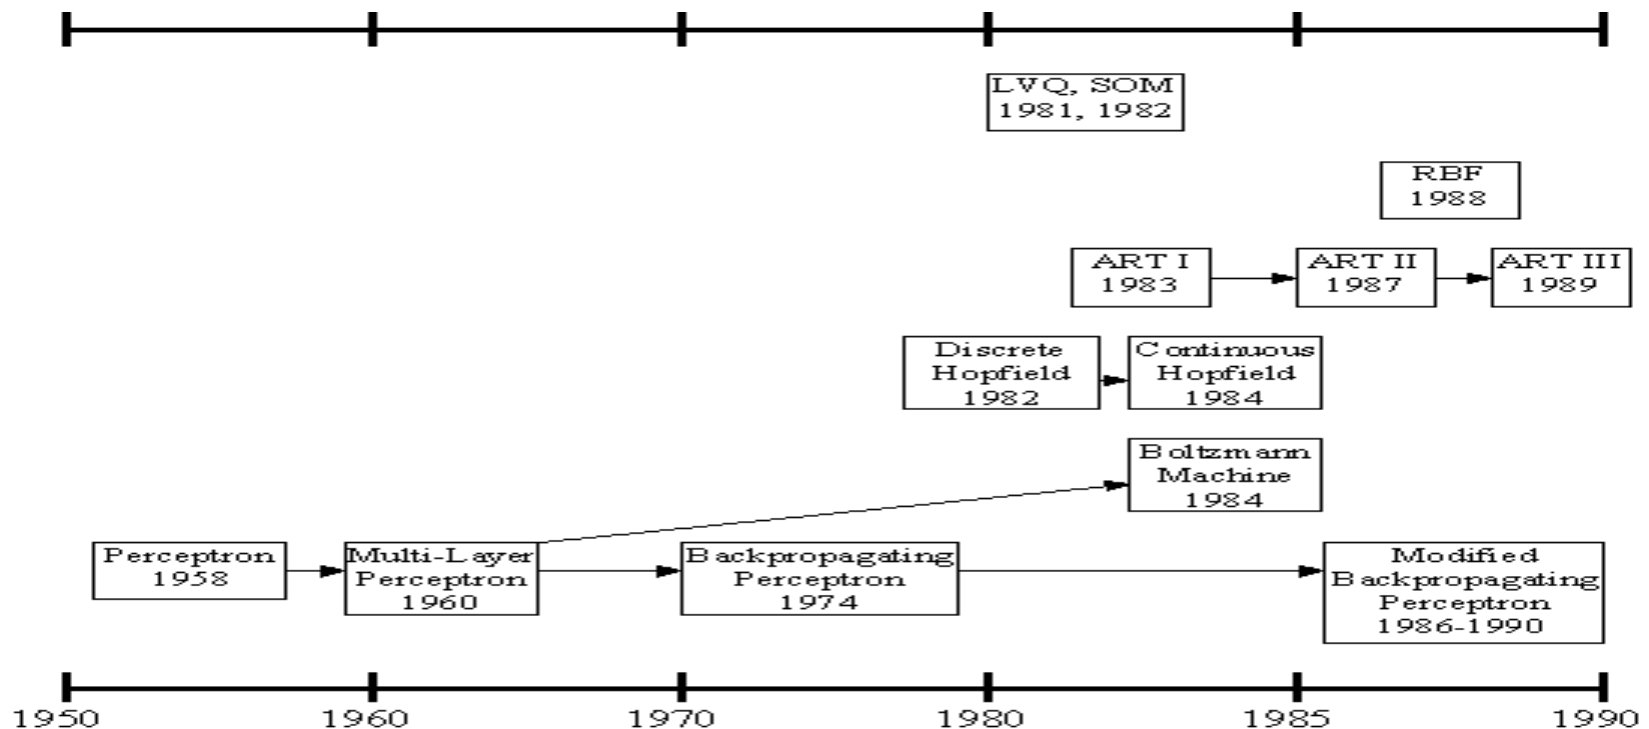 LVQ, SOM
1981, 1982
RBF
1988
ART I
1983
ART II
1987
ART III
1989
Discrete
Hopfield
1982
Continuous
Hopfield
1984
Boltzmann
Machine
1984
Perceptron
1958
Multi-Layer
Perceptron
1960
Backpropagating
Perceptron
1974
Modified
Backpropagating
Perceptron
1986-1990
1950 1960 1970 1980 1985 1990